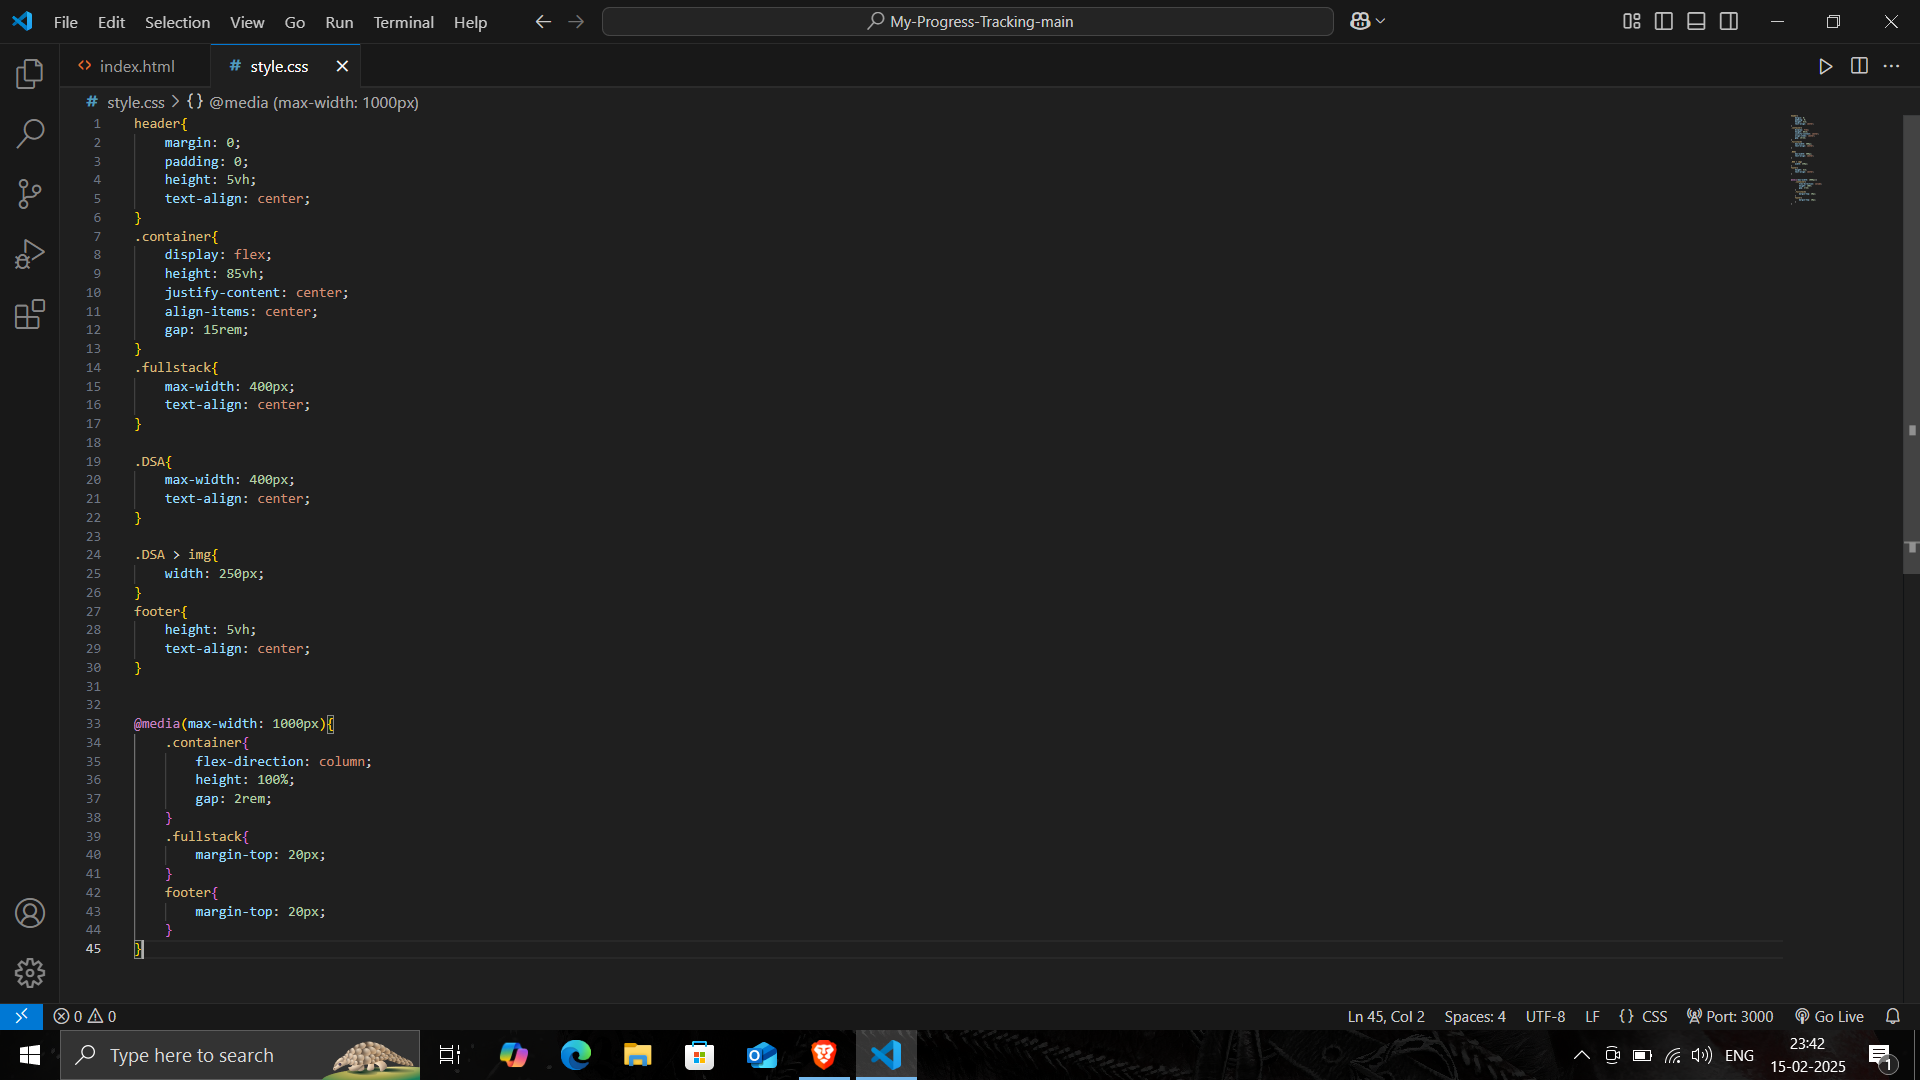 File Edit Selection View Go Run Terminal Help
My-Progress-Tracking-main
<> index.html
# style.css
# style.css > {} @media (max-width: 1000px)
1 header{
2     margin: 0;
3     padding: 0;
4     height: 5vh;
5     text-align: center;
6 }
7 .container{
8     display: flex;
9     height: 85vh;
10     justify-content: center;
11     align-items: center;
12     gap: 15rem;
13 }
14 .fullstack{
15     max-width: 400px;
16     text-align: center;
17 }
18
19 .DSA{
20     max-width: 400px;
21     text-align: center;
22 }
23
24 .DSA > img{
25     width: 250px;
26 }
27 footer{
28     height: 5vh;
29     text-align: center;
30 }
31
32
33 @media(max-width: 1000px){
34     .container{
35         flex-direction: column;
36         height: 100%;
37         gap: 2rem;
38     }
39     .fullstack{
40         margin-top: 20px;
41     }
42     footer{
43         margin-top: 20px;
44     }
45 }
0 0 Ln 45, Col 2 Spaces: 4 UTF-8 LF {} CSS Port: 3000 Go Live
Type here to search
ENG
23:42
15-02-2025
1